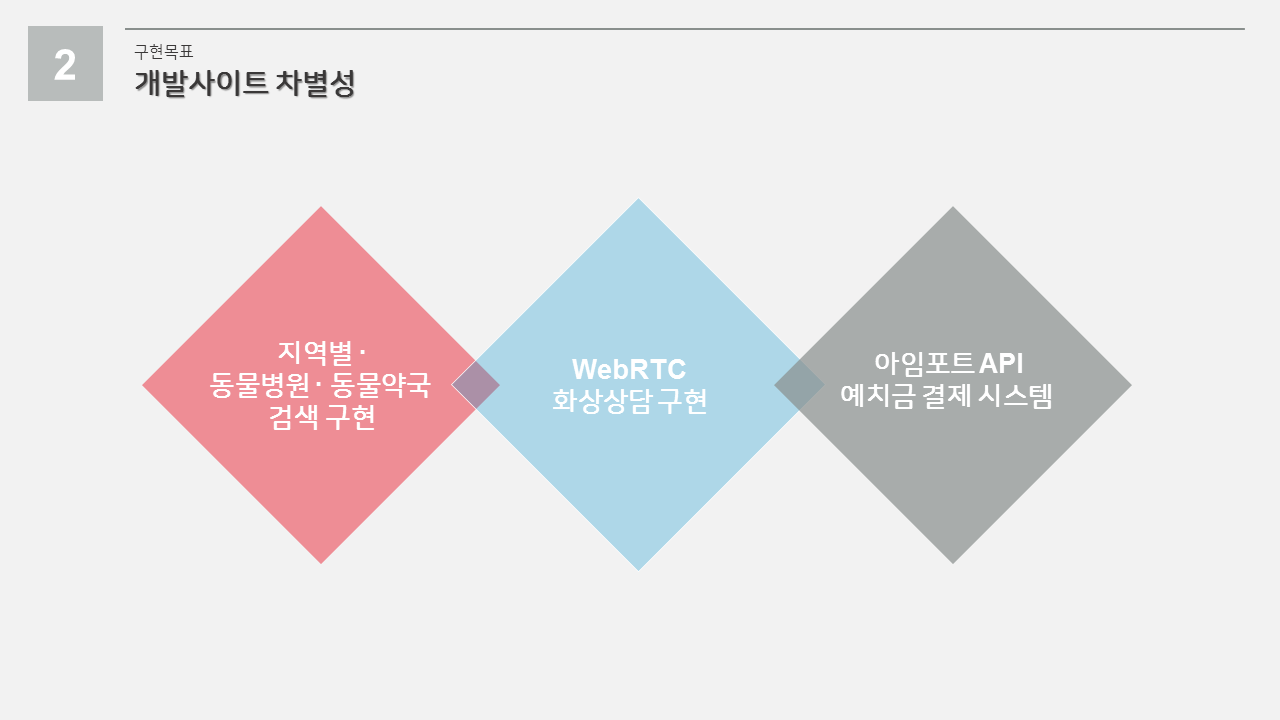 2
구현목표
개발사이트 차별성
지역별 ·
동물병원 · 동물약국
검색 구현
WebRTC
화상상담 구현
아임포트 API
예치금 결제 시스템